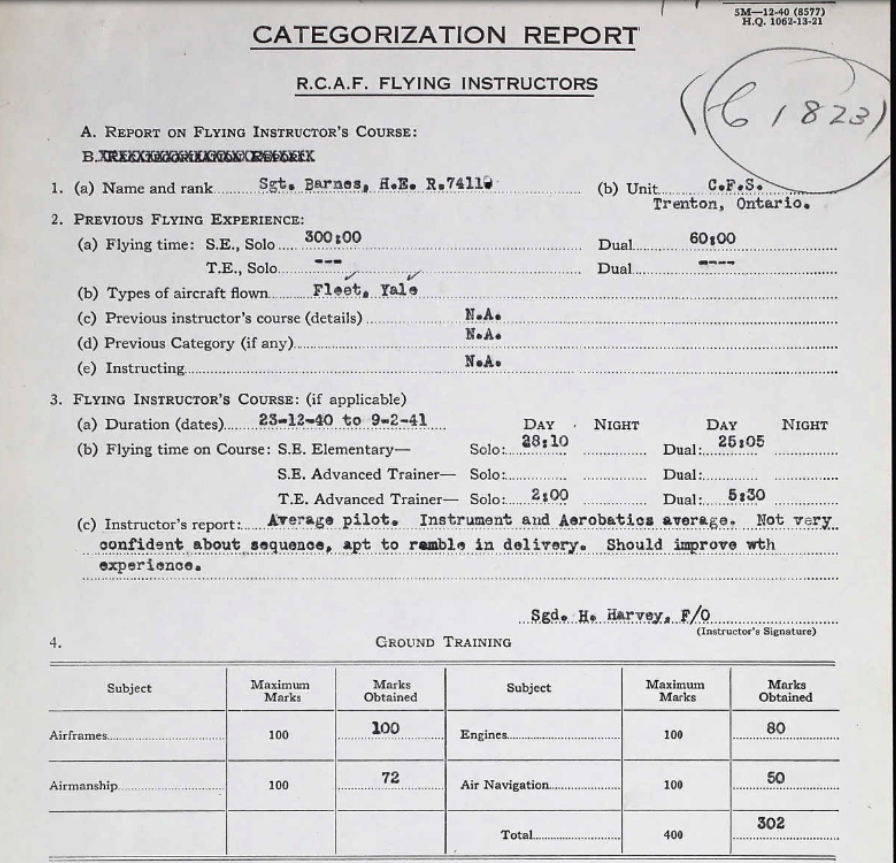 5M—12-40 (8577)
H.Q. 1062-13-21
CATEGORIZATION REPORT
R.C.A.F. FLYING INSTRUCTORS
C 1823
A. REPORT ON FLYING INSTRUCTOR'S COURSE:
B.
1. (a) Name and rank Sgt. Barnes, H.E. R.74119 (b) Unit C.F.S.
Trenton, Ontario.
2. PREVIOUS FLYING EXPERIENCE:
(a) Flying time: S.E., Solo 300:00 Dual 60:00
T.E., Solo --- Dual ----
(b) Types of aircraft flown Fleet, Yale
(c) Previous instructor's course (details) N.A.
(d) Previous Category (if any) N.A.
(e) Instructing N.A.
3. FLYING INSTRUCTOR'S COURSE: (if applicable)
(a) Duration (dates) 23-12-40 to 9-2-41 DAY NIGHT DAY NIGHT
(b) Flying time on Course: S.E. Elementary— Solo: 28:10 Dual: 25:05
S.E. Advanced Trainer— Solo: Dual:
T.E. Advanced Trainer— Solo: 2:00 Dual: 5:30
(c) Instructor's report: Average pilot. Instrument and Aerobatics average. Not very
confident about sequence, apt to ramble in delivery. Should improve wth
experience.
Sgd. H. Harvey, F/O
(Instructor's Signature)
4. GROUND TRAINING
Subject Maximum Marks Marks Obtained Subject Maximum Marks Marks Obtained
Airframes 100 100 Engines 100 80
Airmanship 100 72 Air Navigation 100 50
Total 400 302